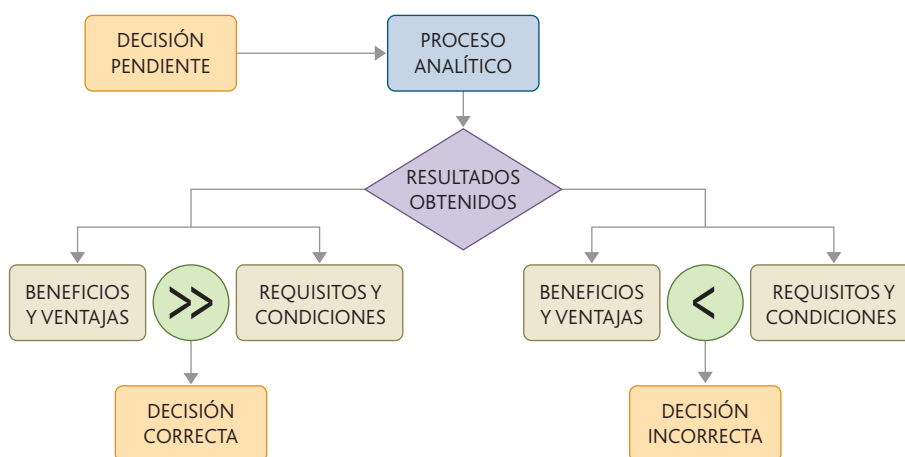 DECISIÓN
PENDIENTE
PROCESO
ANALÍTICO
RESULTADOS
OBTENIDOS
BENEFICIOS
Y VENTAJAS
>>
REQUISITOS Y
CONDICIONES
BENEFICIOS
Y VENTAJAS
<
REQUISITOS Y
CONDICIONES
DECISIÓN
CORRECTA
DECISIÓN
INCORRECTA